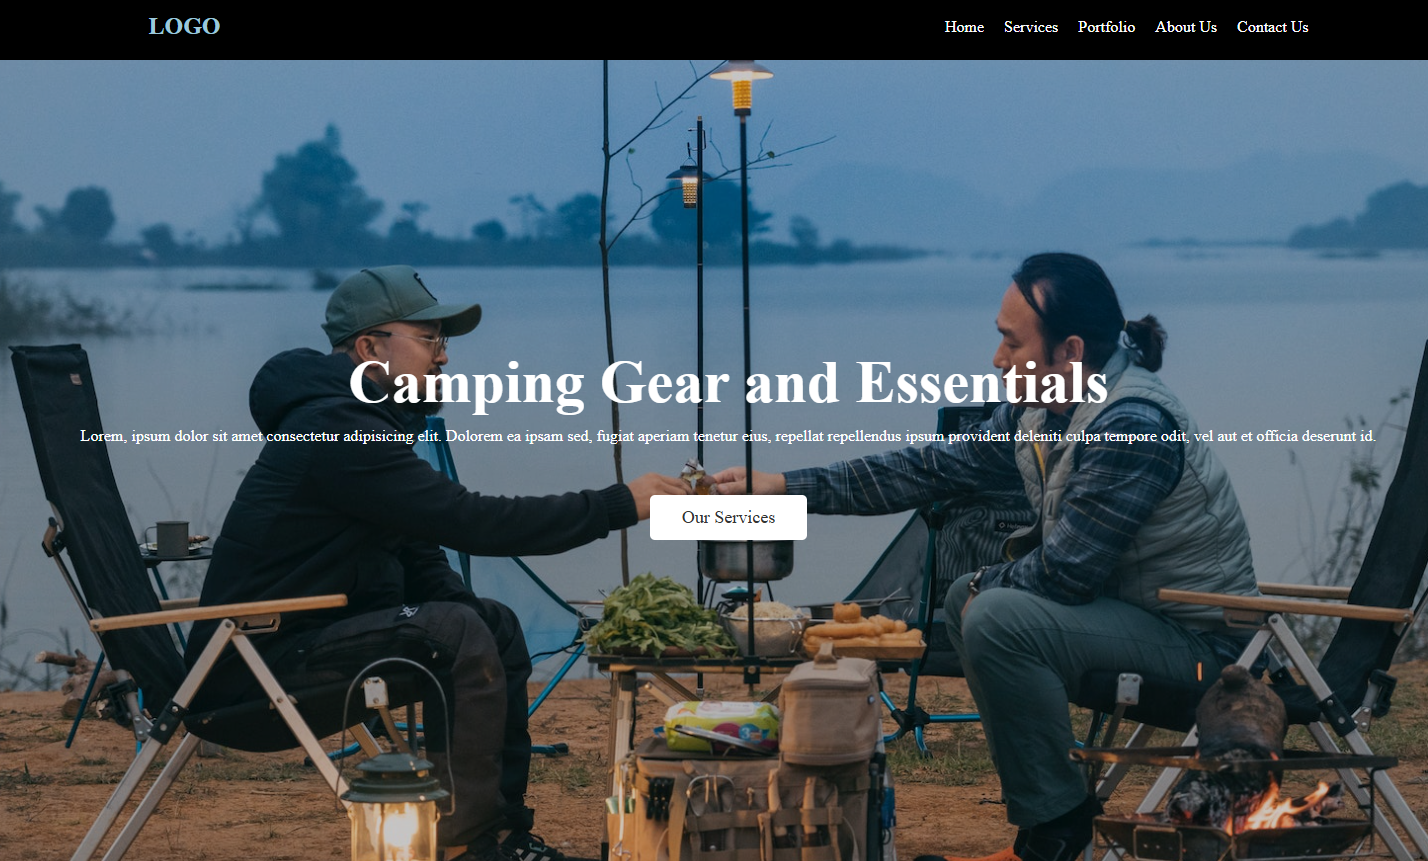 LOGO
Home Services Portfolio About Us Contact Us
Camping Gear and Essentials
Lorem, ipsum dolor sit amet consectetur adipisicing elit. Dolorem ea ipsam sed, fugiat aperiam tenetur eius, repellat repellendus ipsum provident deleniti culpa tempore odit, vel aut et officia deserunt id.
Our Services